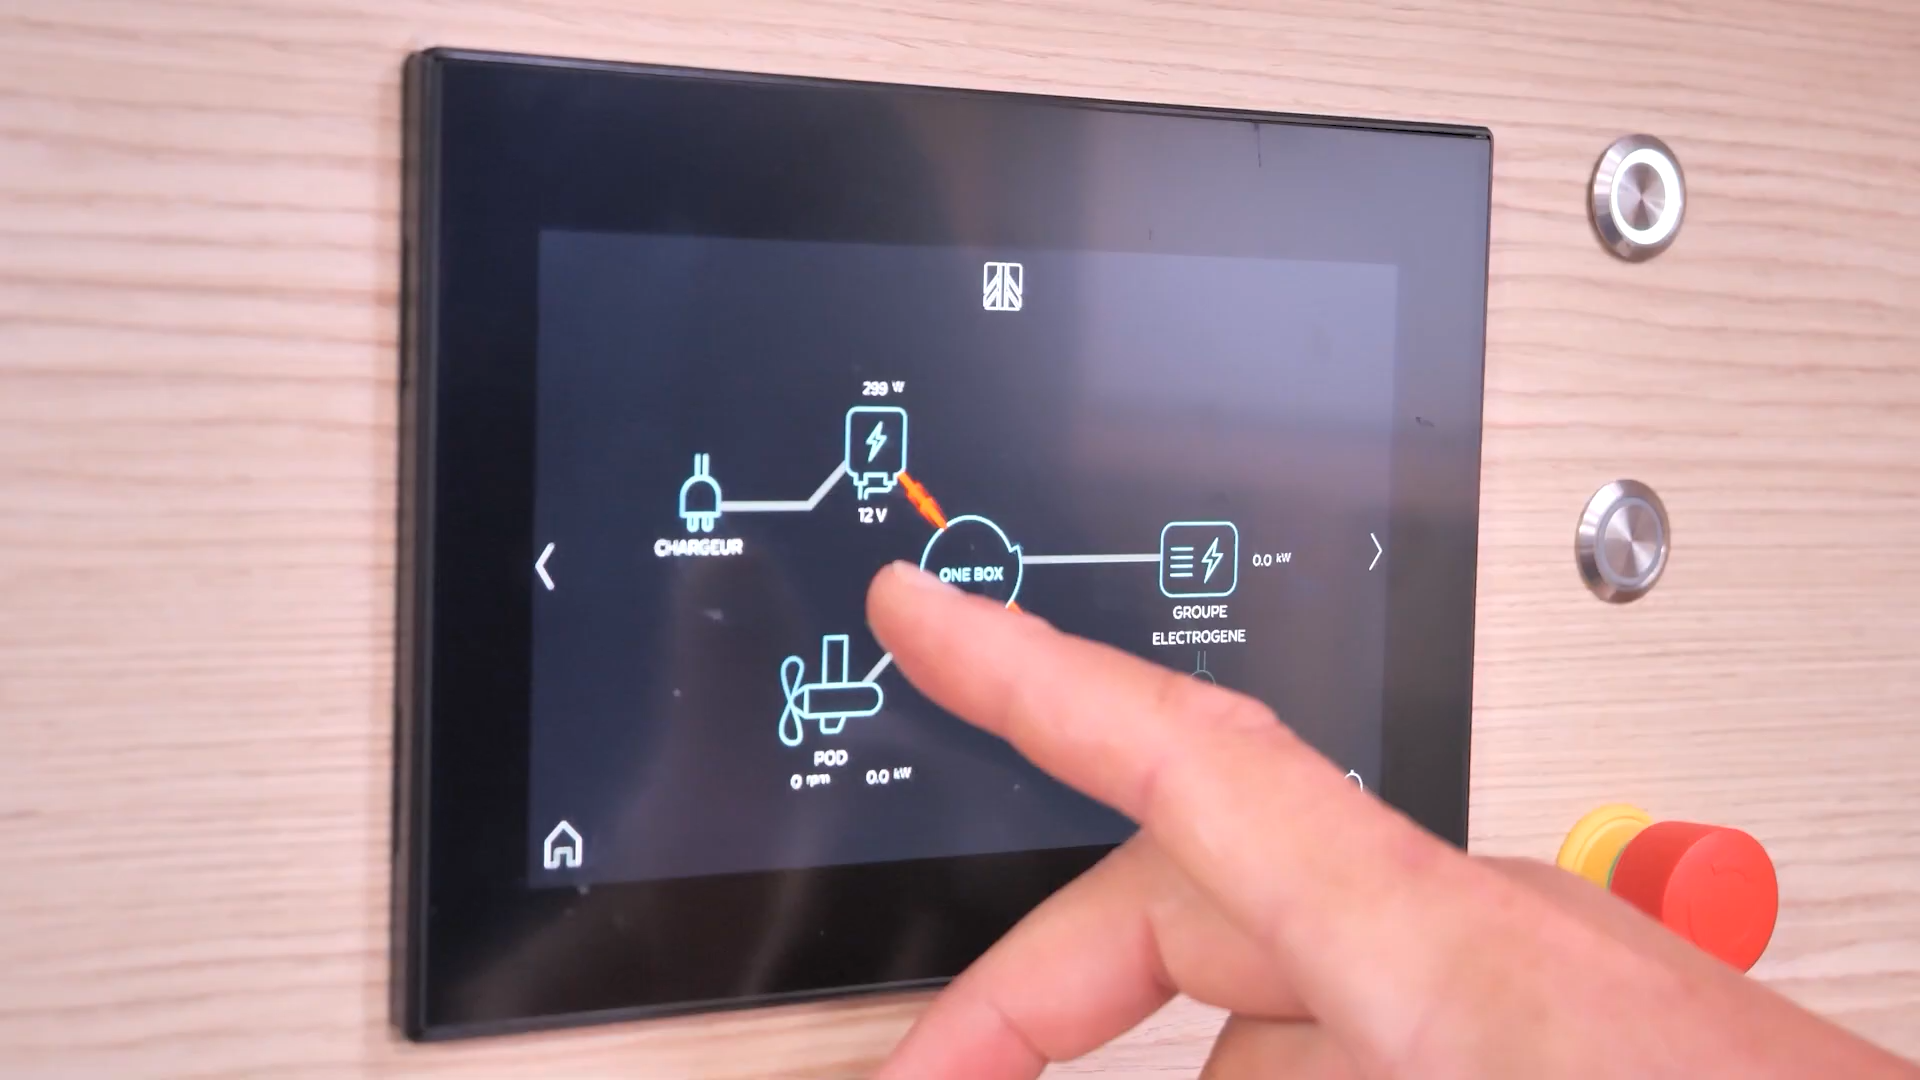 299 W
12 V
CHARGEUR
ONE BOX
0.0 kW
GROUPE
ELECTROGENE
POD
0 rpm 0.0 kW